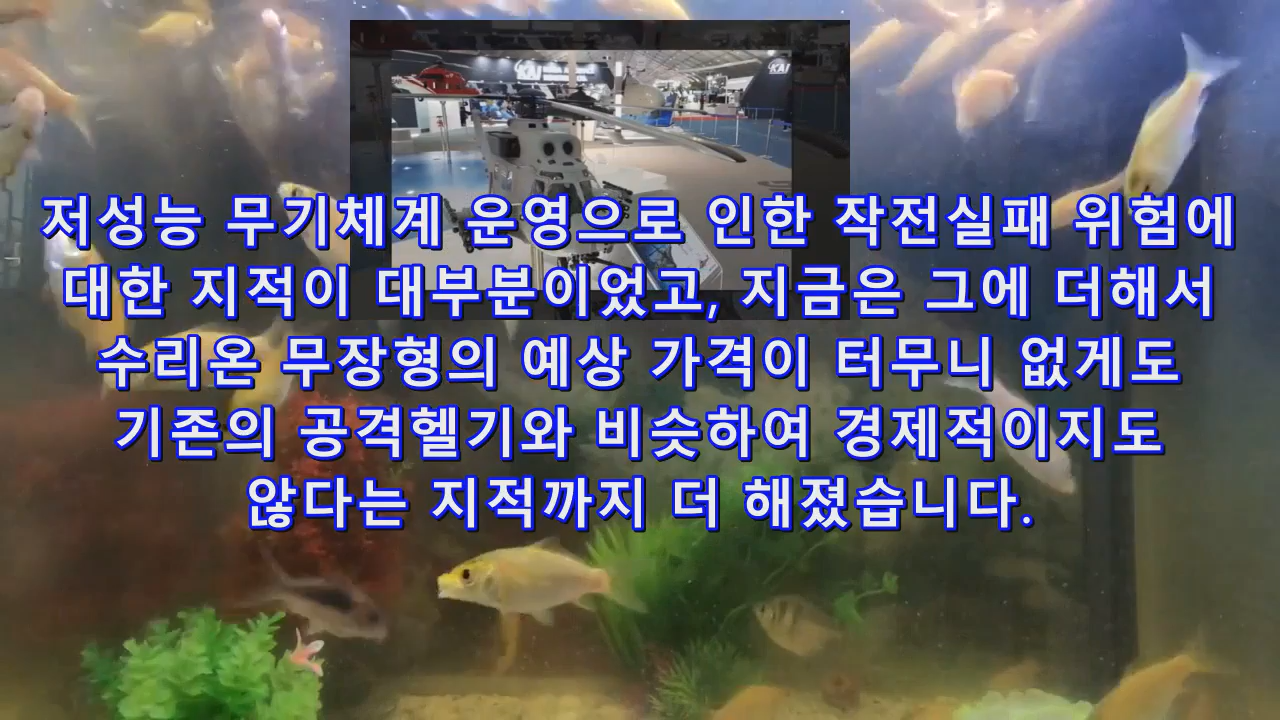 KAI
KAI
저성능 무기체계 운영으로 인한 작전실패 위험에
대한 지적이 대부분이었고, 지금은 그에 더해서
수리온 무장형의 예상 가격이 터무니 없게도
기존의 공격헬기와 비슷하여 경제적이지도
않다는 지적까지 더 해졌습니다.